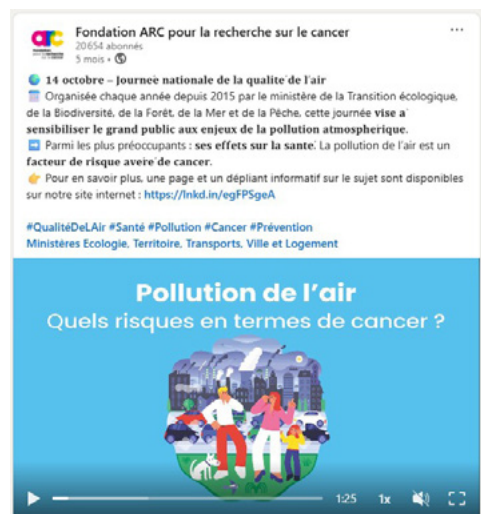 Fondation ARC pour la recherche sur le cancer
20 654 abonnés
5 mois •
14 octobre – Journée nationale de la qualité de l'air
Organisée chaque année depuis 2015 par le ministère de la Transition écologique,
de la Biodiversité, de la Forêt, de la Mer et de la Pêche, cette journée vise à
sensibiliser le grand public aux enjeux de la pollution atmosphérique.
Parmi les plus préoccupants : ses effets sur la santé. La pollution de l'air est un
facteur de risque avéré de cancer.
Pour en savoir plus, une page et un dépliant informatif sur le sujet sont disponibles
sur notre site internet : https://lnkd.in/egFPSgeA
#QualitéDeLAir #Santé #Pollution #Cancer #Prévention
Ministères Ecologie, Territoire, Transports, Ville et Logement
Pollution de l'air
Quels risques en termes de cancer ?
1:25 1x